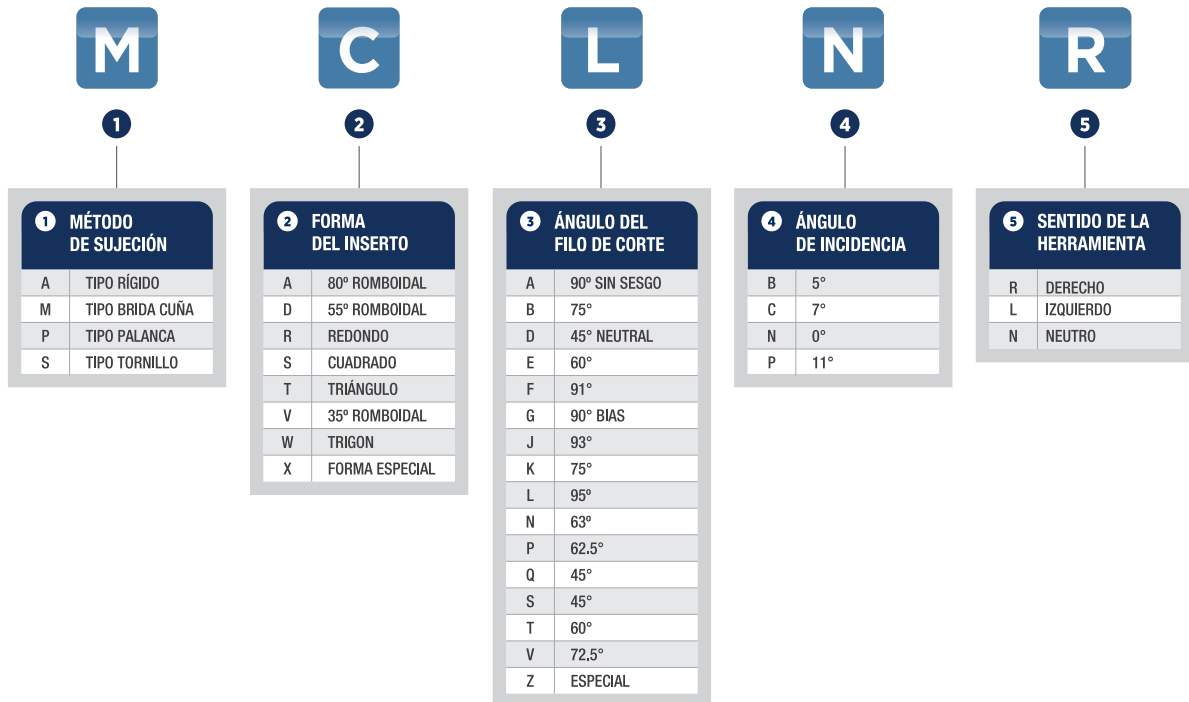 M
C
L
N
R
1
2
3
4
5
1 MÉTODO
DE SUJECIÓN
A TIPO RÍGIDO
M TIPO BRIDA CUÑA
P TIPO PALANCA
S TIPO TORNILLO
2 FORMA
DEL INSERTO
A 80º ROMBOIDAL
D 55º ROMBOIDAL
R REDONDO
S CUADRADO
T TRIÁNGULO
V 35º ROMBOIDAL
W TRIGON
X FORMA ESPECIAL
3 ÁNGULO DEL
FILO DE CORTE
A 90º SIN SESGO
B 75°
D 45° NEUTRAL
E 60°
F 91°
G 90° BIAS
J 93°
K 75°
L 95º
N 63º
P 62.5°
Q 45°
S 45°
T 60°
V 72.5°
Z ESPECIAL
4 ÁNGULO
DE INCIDENCIA
B 5°
C 7°
N 0°
P 11°
5 SENTIDO DE LA
HERRAMIENTA
R DERECHO
L IZQUIERDO
N NEUTRO